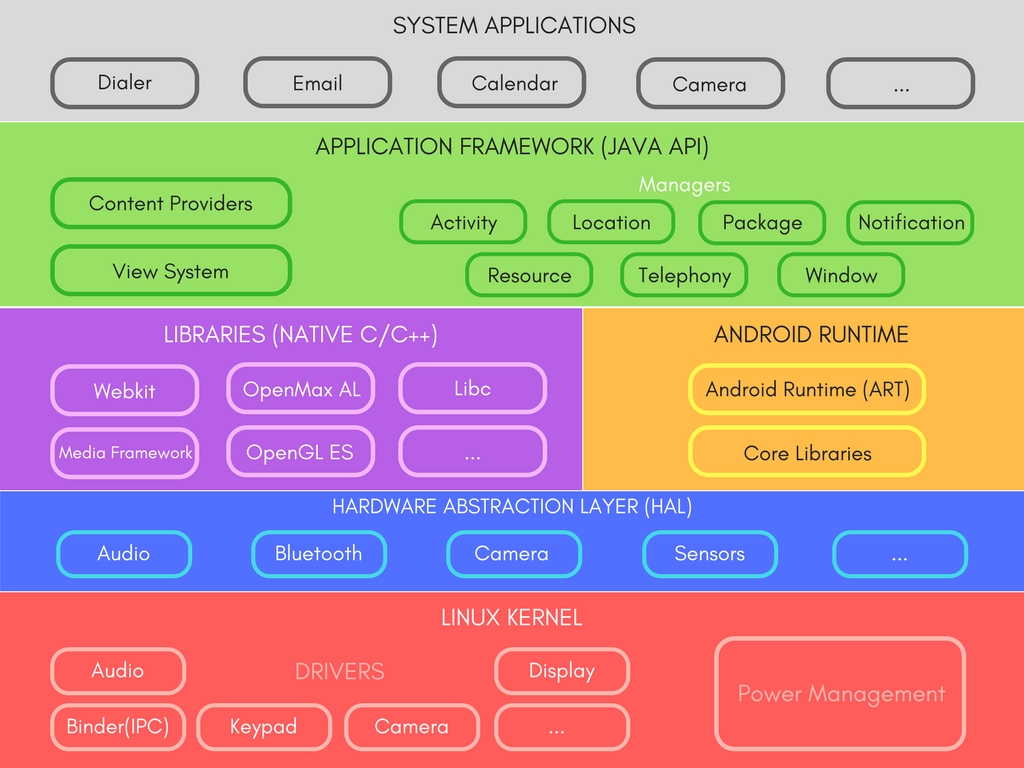 SYSTEM APPLICATIONS
Dialer
Email
Calendar
Camera
...
APPLICATION FRAMEWORK (JAVA API)
Content Providers
View System
Managers
Activity
Location
Package
Notification
Resource
Telephony
Window
LIBRARIES (NATIVE C/C++)
Webkit
OpenMax AL
Libc
Media Framework
OpenGL ES
...
ANDROID RUNTIME
Android Runtime (ART)
Core Libraries
HARDWARE ABSTRACTION LAYER (HAL)
Audio
Bluetooth
Camera
Sensors
...
LINUX KERNEL
Audio
DRIVERS
Display
Binder(IPC)
Keypad
Camera
...
Power Management